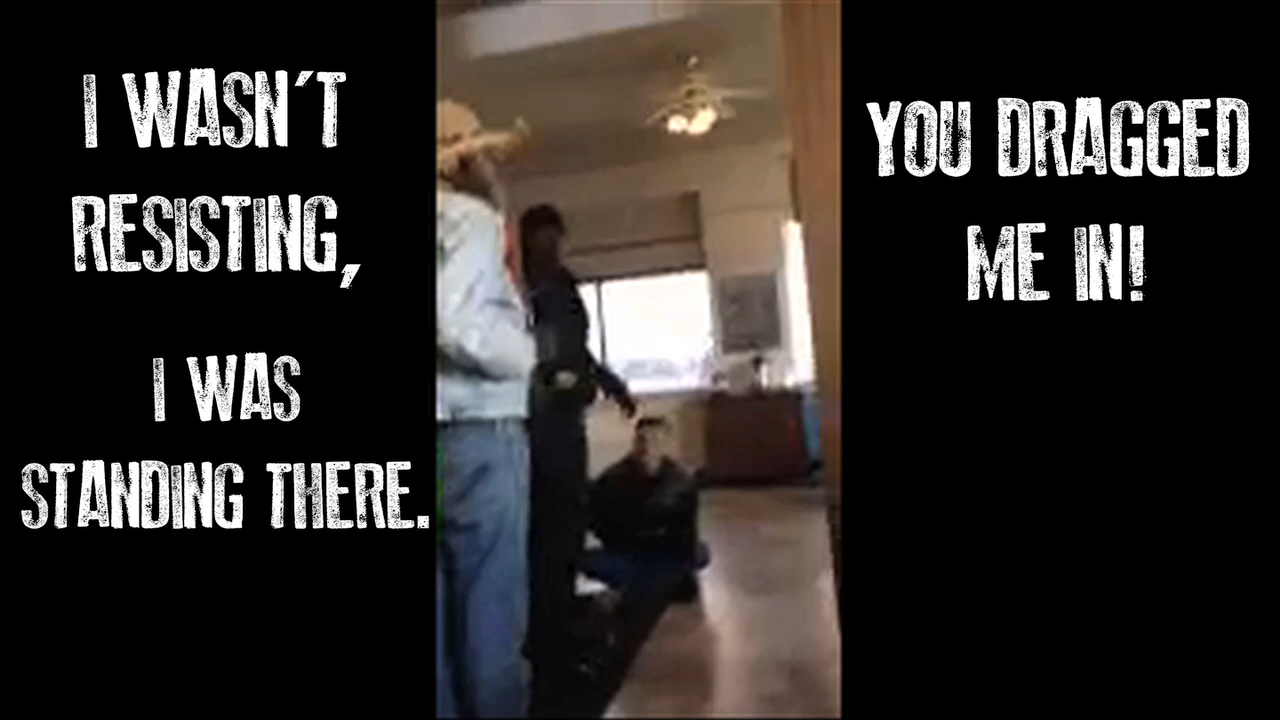 I WASN'T
RESISTING,
I WAS
STANDING THERE.
YOU DRAGGED
ME IN!